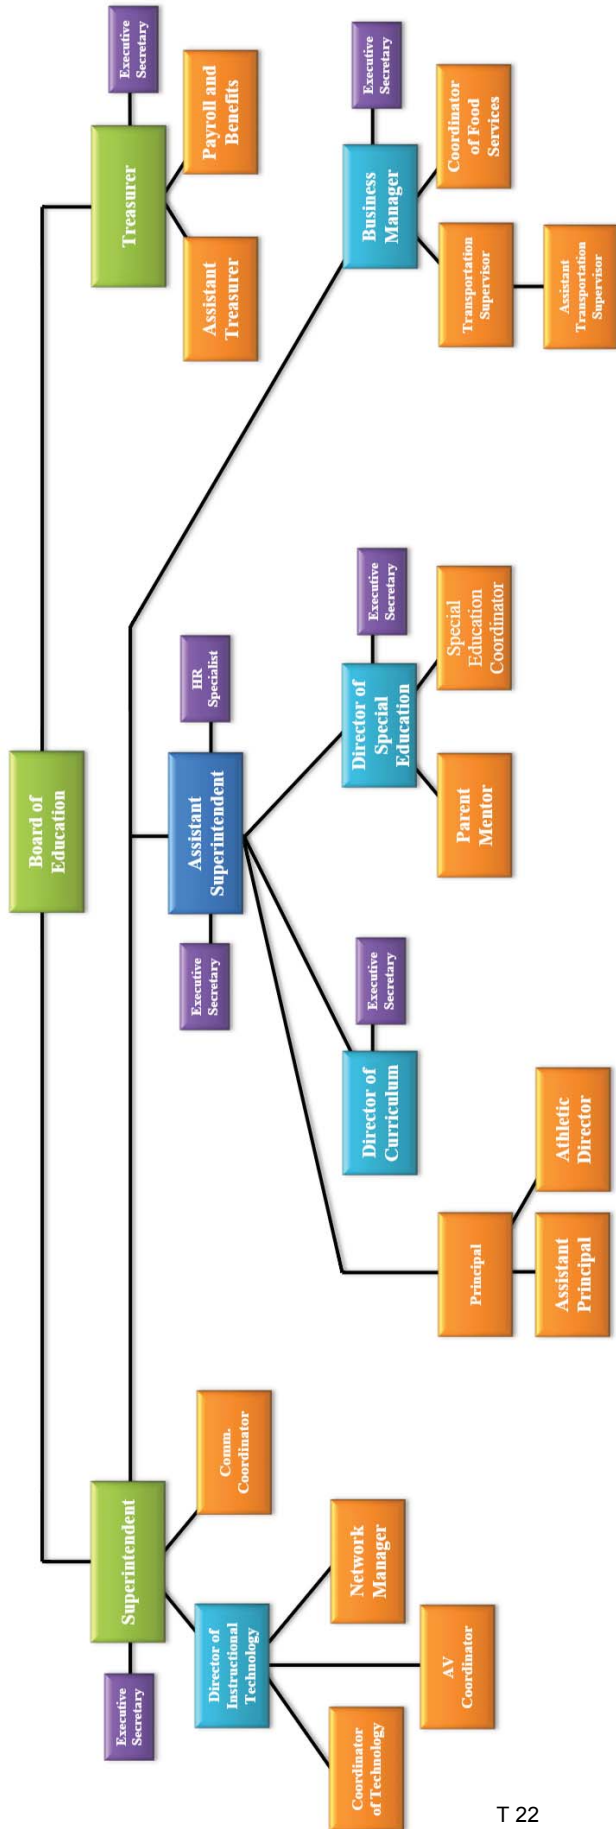 Board of
Education
Executive
Secretary
Superintendent
Treasurer
Executive
Secretary
Director of
Instructional
Technology
Comm.
Coordinator
Executive
Secretary
Assistant
Superintendent
HR
Specialist
Assistant
Treasurer
Payroll and
Benefits
Coordinator
of Technology
Network
Manager
AV
Coordinator
Director of
Curriculum
Executive
Secretary
Director of
Special
Education
Executive
Secretary
Business
Manager
Executive
Secretary
Principal
Parent
Mentor
Special
Education
Coordinator
Transportation
Supervisor
Coordinator
of Food
Services
Assistant
Principal
Athletic
Director
Assistant
Transportation
Supervisor
T 22